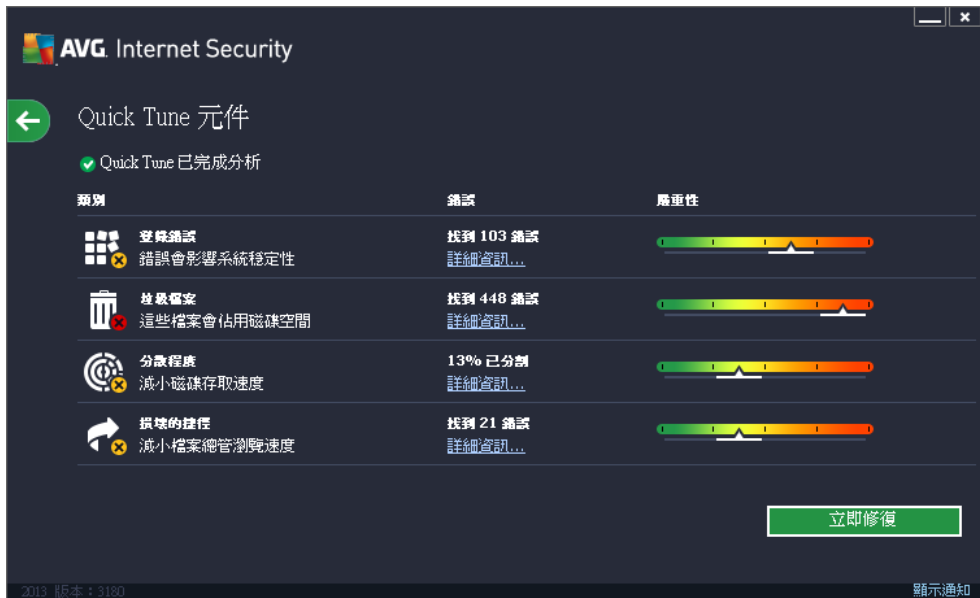 AVG. Internet Security
Quick Tune 元件
Quick Tune 已完成分析
類別 錯誤 嚴重性
登錄錯誤 找到 103 錯誤
錯誤會影響系統穩定性 詳細資訊...
垃圾檔案 找到 448 錯誤
這些檔案會佔用磁碟空間 詳細資訊...
分散程度 13% 已分割
減小磁碟存取速度 詳細資訊...
損壞的捷徑 找到 21 錯誤
減小檔案總管瀏覽速度 詳細資訊...
立即修復
2013 版本：3180 顯示通知